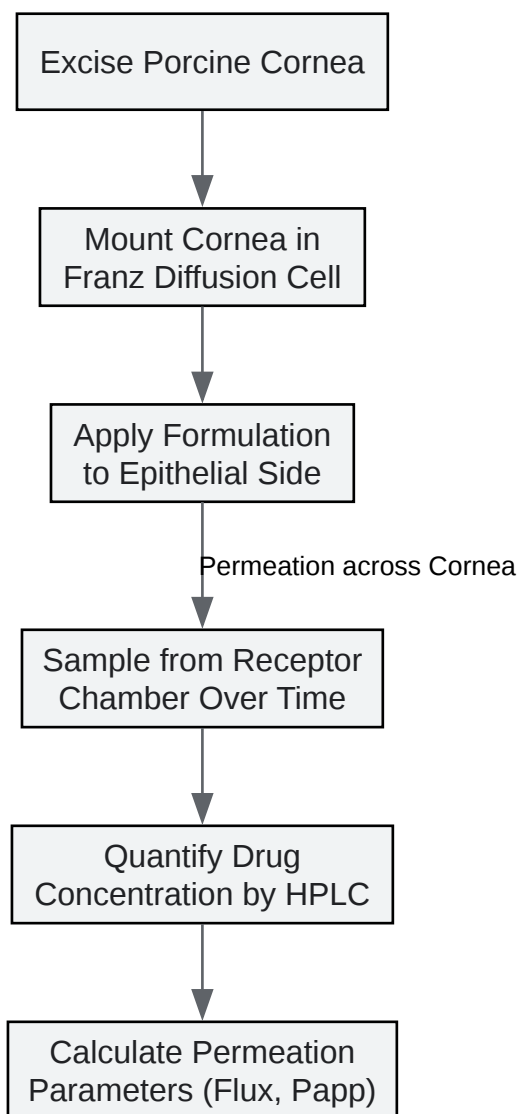 Excise Porcine Cornea
Mount Cornea in
Franz Diffusion Cell
Apply Formulation
to Epithelial Side
Permeation across Cornea
Sample from Receptor
Chamber Over Time
Quantify Drug
Concentration by HPLC
Calculate Permeation
Parameters (Flux, Papp)